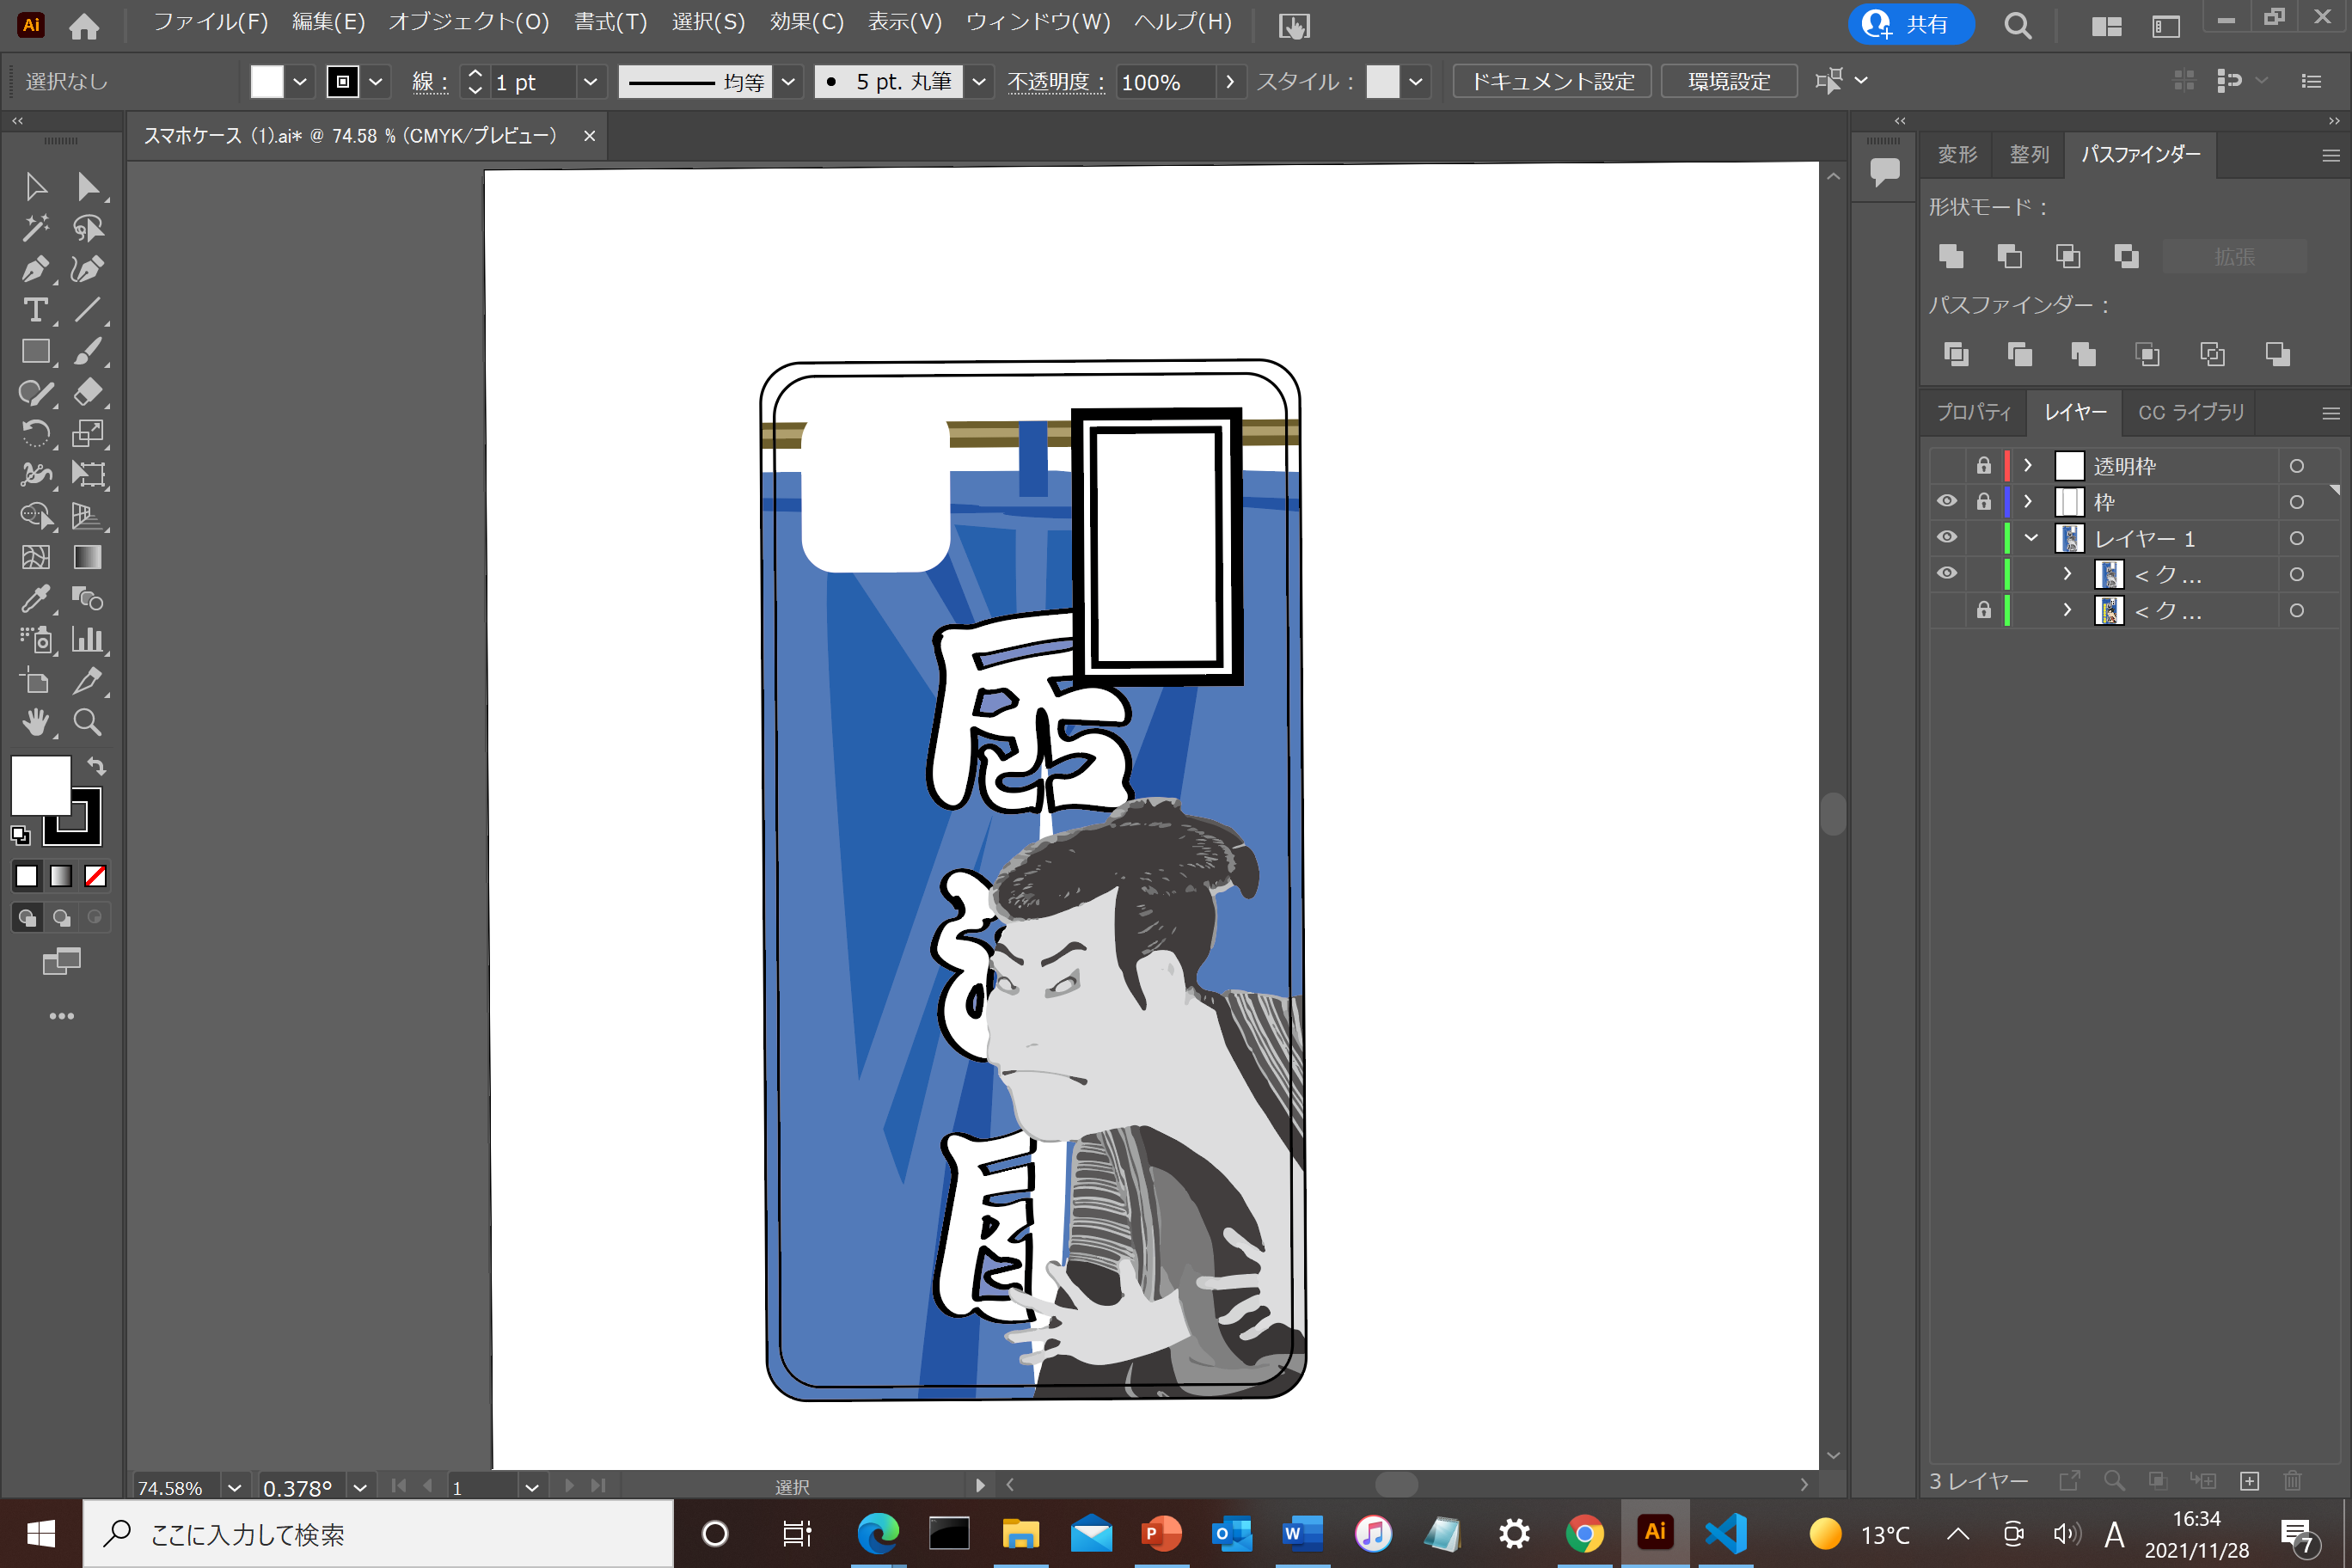 Ai
ファイル(F) 編集(E) オブジェクト(O) 書式(T) 選択(S) 効果(C) 表示(V) ウィンドウ(W) ヘルプ(H)
共有
選択なし
線: 1 pt 均等 5 pt. 丸筆 不透明度: 100% スタイル:
ドキュメント設定 環境設定
スマホケース (1).ai* @ 74.58 % (CMYK/プレビュー) ×
変形 整列 パスファインダー
形状モード:
拡張
パスファインダー:
プロパティ レイヤー CC ライブラリ
透明枠
枠
レイヤー 1
<ク...
<ク...
居
酒
3 レイヤー
74.58% 0.378° 1 選択
ここに入力して検索
13°C
A
16:34
2021/11/28
7